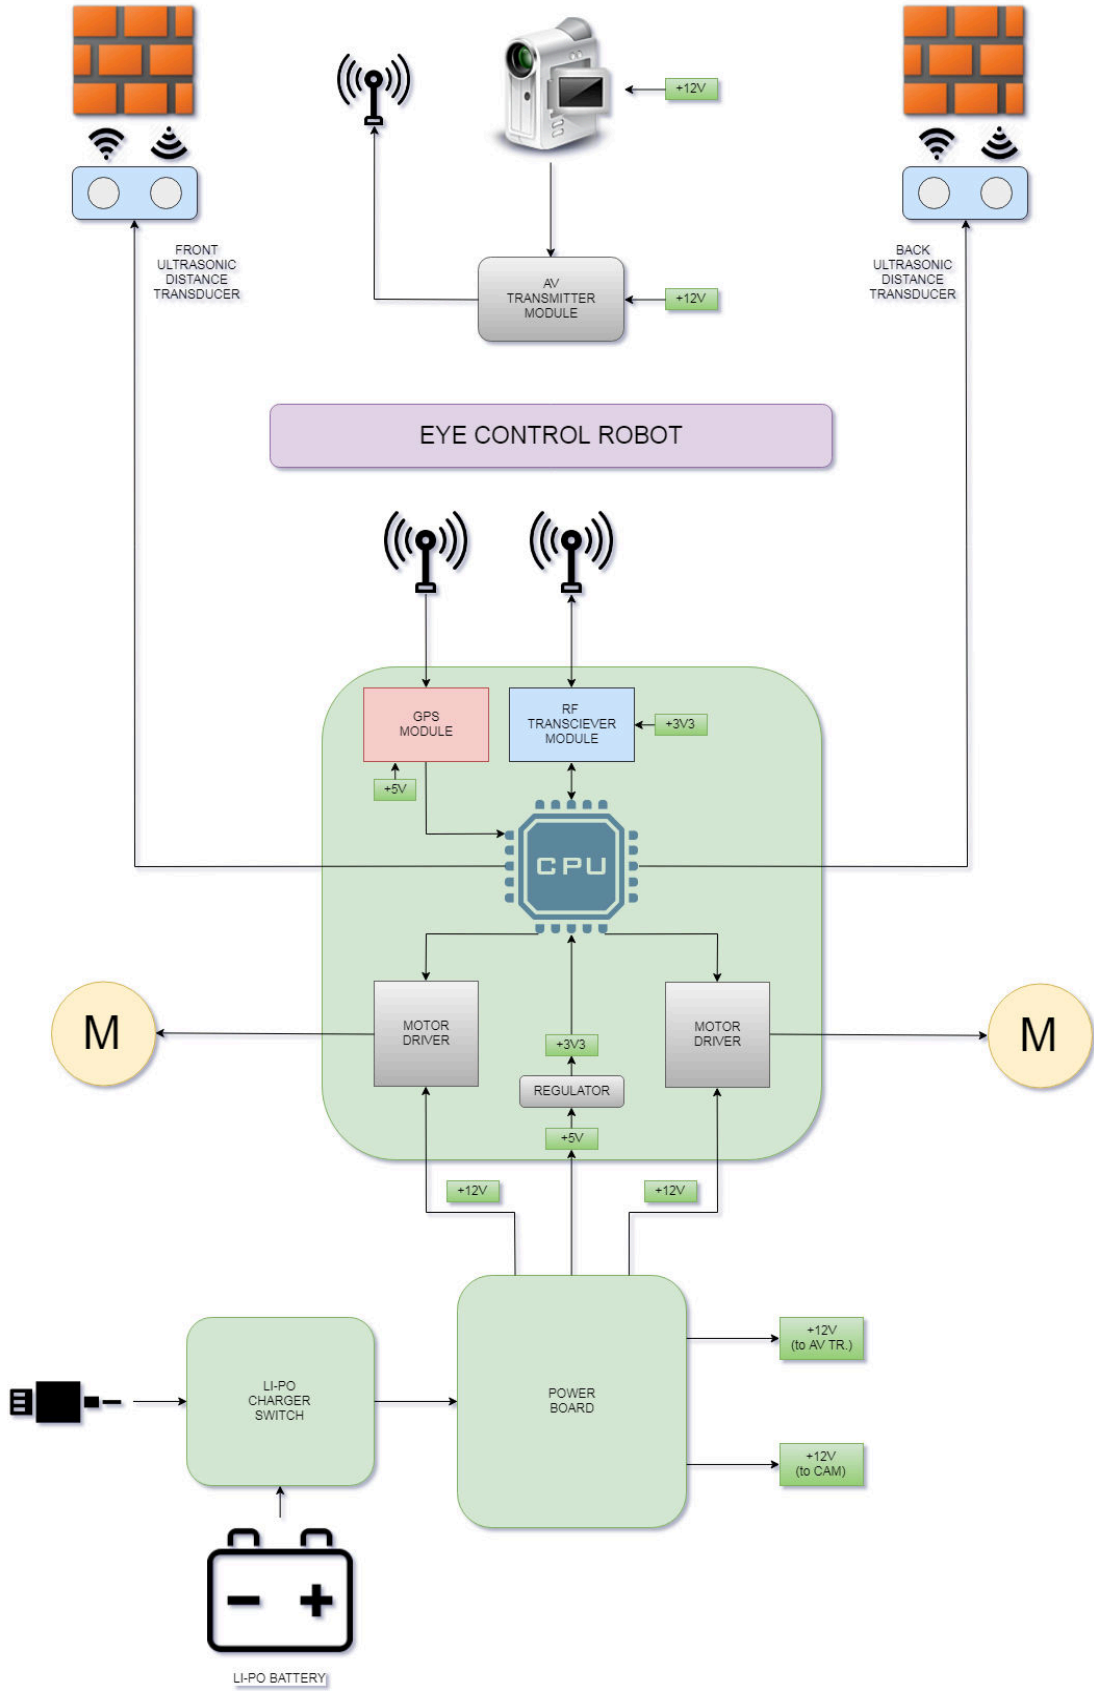 +12V
FRONT
ULTRASONIC
DISTANCE
TRANSDUCER
AV
TRANSMITTER
MODULE
+12V
BACK
ULTRASONIC
DISTANCE
TRANSDUCER
EYE CONTROL ROBOT
GPS
MODULE
RF
TRANSCIEVER
MODULE
+3V3
+5V
CPU
M
MOTOR
DRIVER
+3V3
REGULATOR
+5V
MOTOR
DRIVER
M
+12V
+12V
LI-PO
CHARGER
SWITCH
POWER
BOARD
+12V
(to AV TR.)
+12V
(to CAM)
LI-PO BATTERY